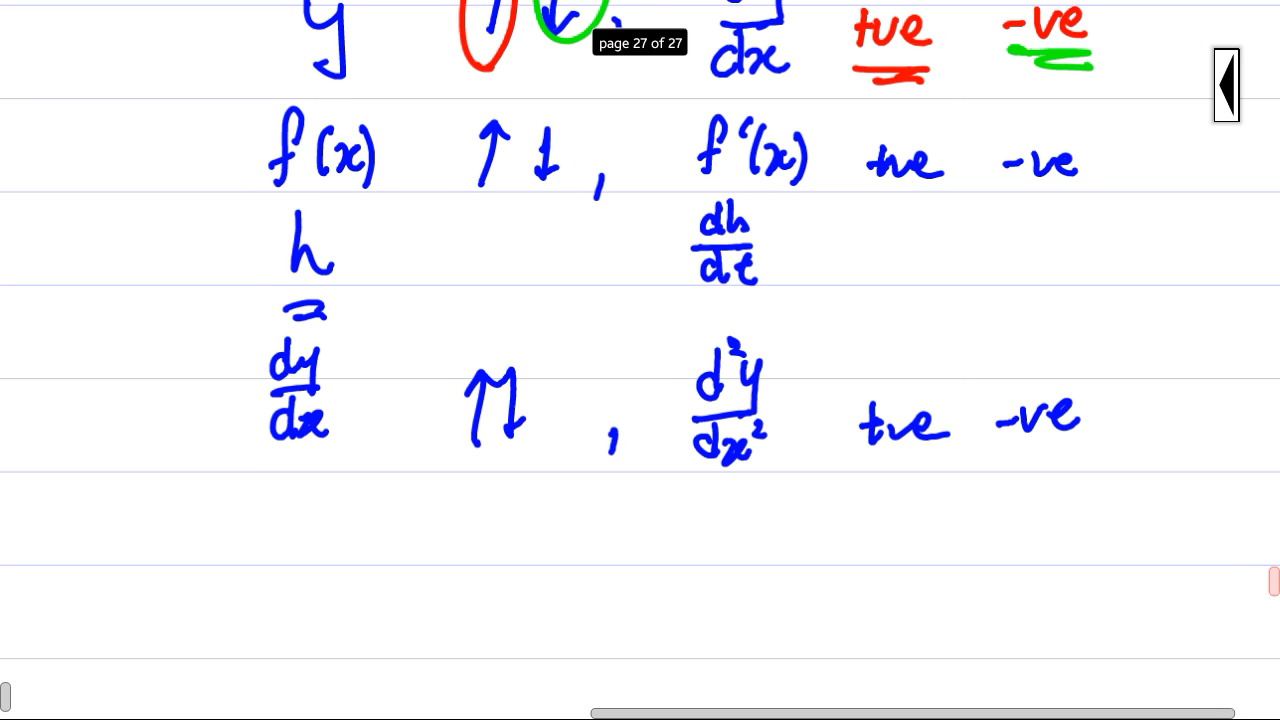 y ↑ ↓, dy/dx +ve -ve
page 27 of 27
f(x) ↑ ↓, f'(x) +ve -ve
h dh/dt
dy/dx ↑↓, d²y/dx² +ve -ve